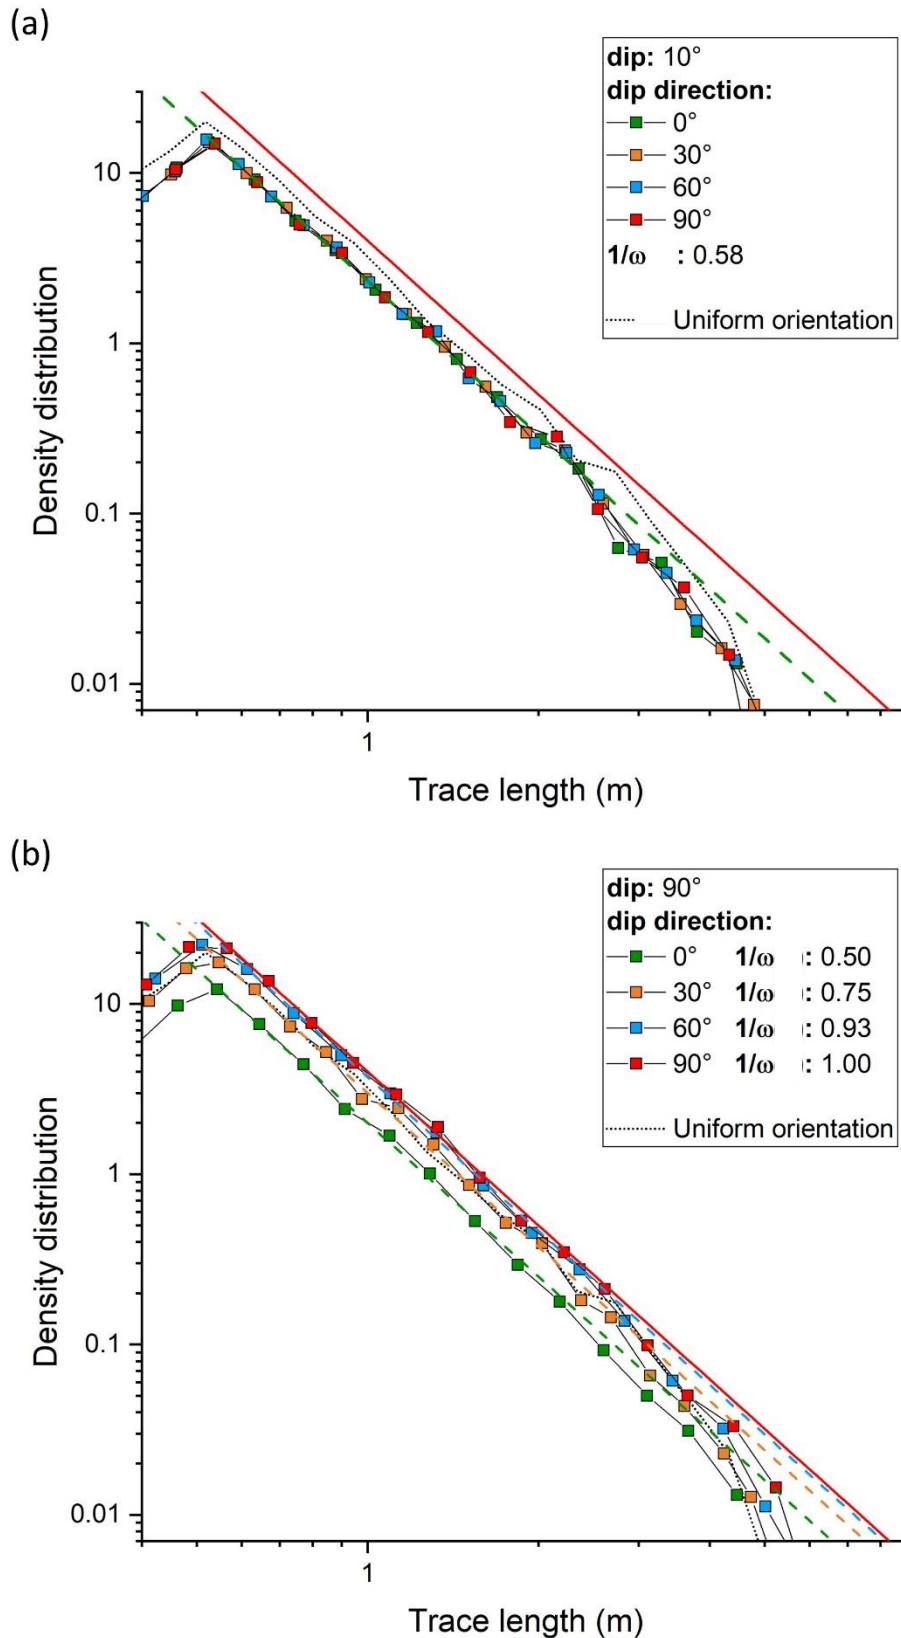 (a)
dip: 10°
dip direction:
0°
30°
60°
90°
1/ω : 0.58
Uniform orientation
10
1
0.1
0.01
Density distribution
1
Trace length (m)
(b)
dip: 90°
dip direction:
0° 1/ω : 0.50
30° 1/ω : 0.75
60° 1/ω : 0.93
90° 1/ω : 1.00
Uniform orientation
10
1
0.1
0.01
Density distribution
1
Trace length (m)